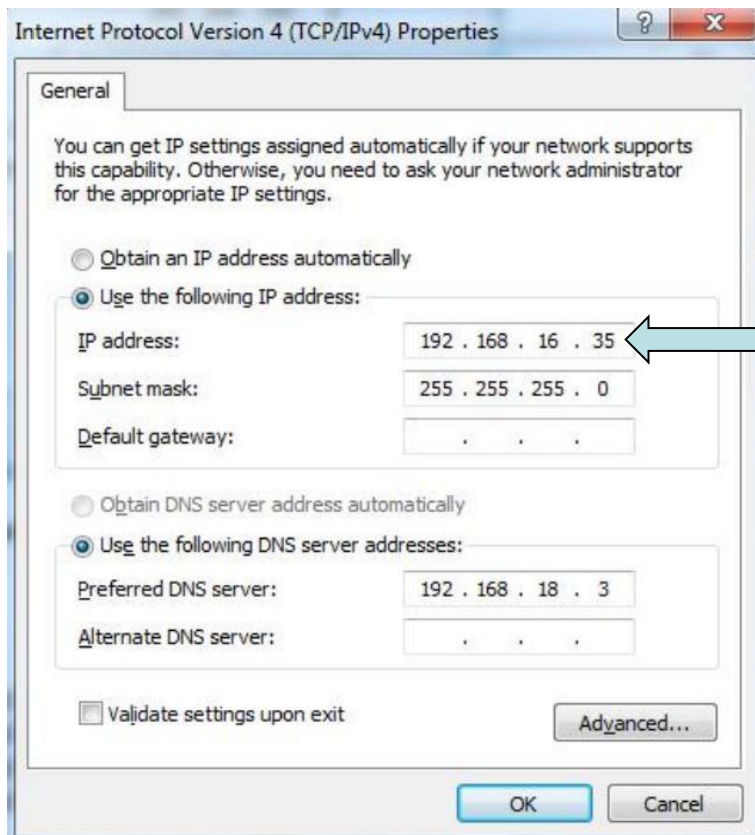 Internet Protocol Version 4 (TCP/IPv4) Properties
General
You can get IP settings assigned automatically if your network supports
this capability. Otherwise, you need to ask your network administrator
for the appropriate IP settings.
Obtain an IP address automatically
Use the following IP address:
IP address: 192 . 168 . 16 . 35
Subnet mask: 255 . 255 . 255 . 0
Default gateway: . . .
Obtain DNS server address automatically
Use the following DNS server addresses:
Preferred DNS server: 192 . 168 . 18 . 3
Alternate DNS server: . . .
Validate settings upon exit
Advanced...
OK Cancel